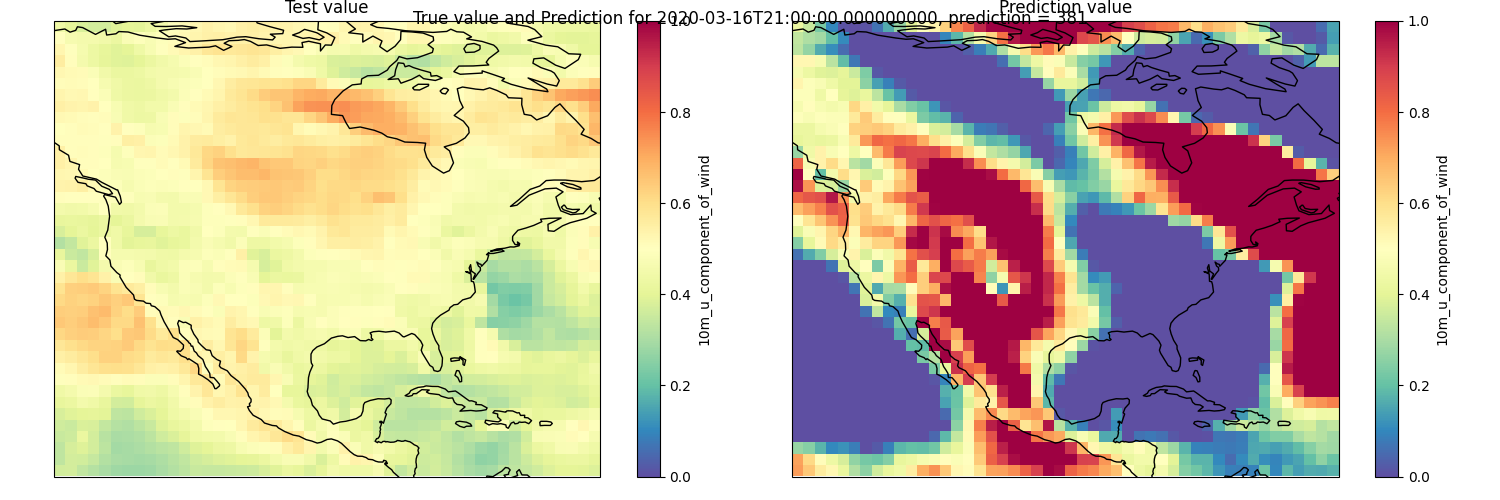 Test value
Prediction value
True value and Prediction for 2020-03-16T21:00:00.000000000, prediction = 381
1.0
0.8
0.6
0.4
0.2
0.0
10m_u_component_of_wind
1.0
0.8
0.6
0.4
0.2
0.0
10m_u_component_of_wind